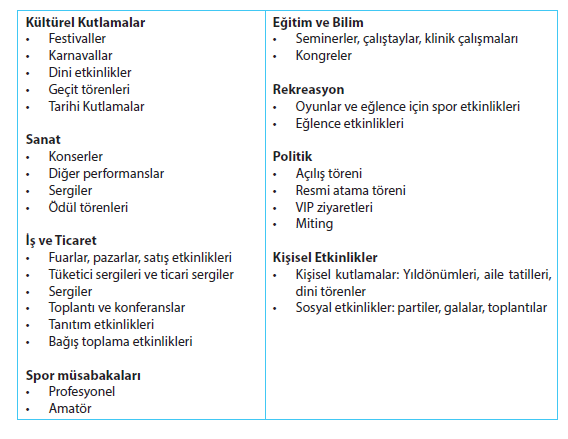 Kültürel Kutlamalar
• Festivaller
• Karnavallar
• Dini etkinlikler
• Geçit törenleri
• Tarihi Kutlamalar
Sanat
• Konserler
• Diğer performanslar
• Sergiler
• Ödül törenleri
İş ve Ticaret
• Fuarlar, pazarlar, satış etkinlikleri
• Tüketici sergileri ve ticari sergiler
• Sergiler
• Toplantı ve konferanslar
• Tanıtım etkinlikleri
• Bağış toplama etkinlikleri
Spor müsabakaları
• Profesyonel
• Amatör
Eğitim ve Bilim
• Seminerler, çalıştaylar, klinik çalışmaları
• Kongreler
Rekreasyon
• Oyunlar ve eğlence için spor etkinlikleri
• Eğlence etkinlikleri
Politik
• Açılış töreni
• Resmi atama töreni
• VIP ziyaretleri
• Miting
Kişisel Etkinlikler
• Kişisel kutlamalar: Yıldönümleri, aile tatilleri,
dini törenler
• Sosyal etkinlikler: partiler, galalar, toplantılar